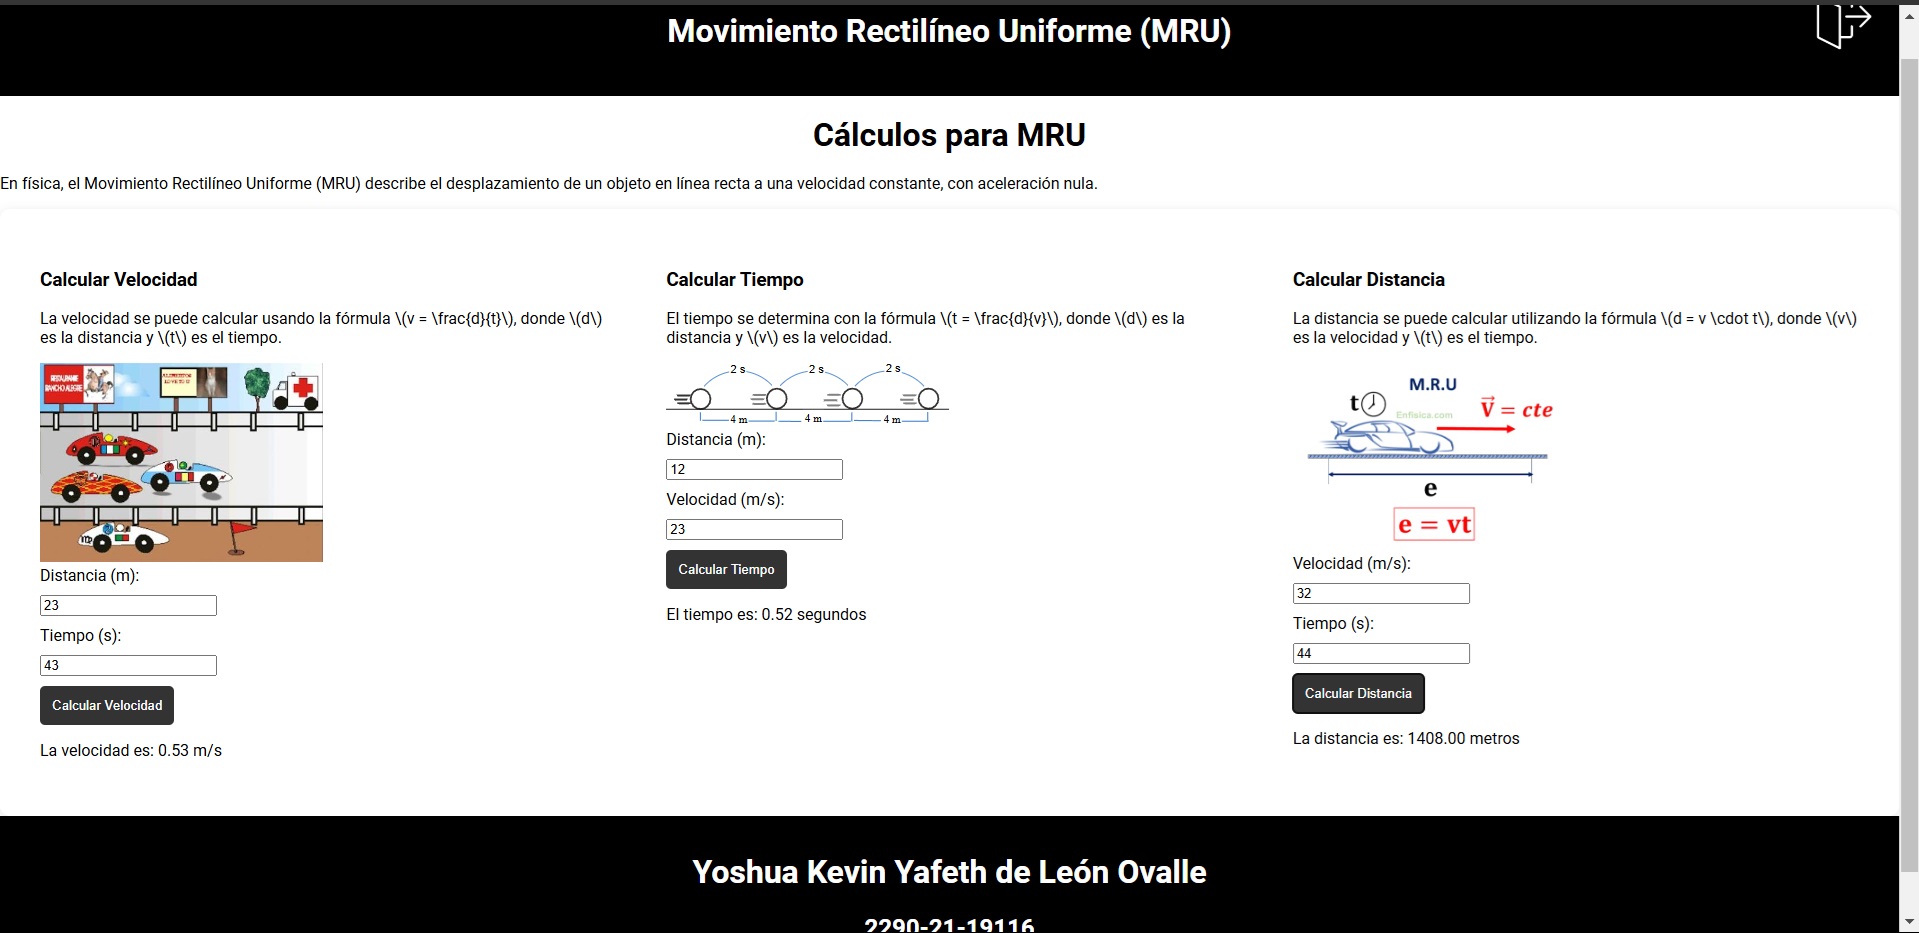 Movimiento Rectilíneo Uniforme (MRU)
Cálculos para MRU
En física, el Movimiento Rectilíneo Uniforme (MRU) describe el desplazamiento de un objeto en línea recta a una velocidad constante, con aceleración nula.
Calcular Velocidad
La velocidad se puede calcular usando la fórmula \(v = \frac{d}{t}\), donde \(d\)
es la distancia y \(t\) es el tiempo.
RESTAURANTE
RANCHO ALEGRE
Distancia (m):
23
Tiempo (s):
43
Calcular Velocidad
La velocidad es: 0.53 m/s
Calcular Tiempo
El tiempo se determina con la fórmula \(t = \frac{d}{v}\), donde \(d\) es la
distancia y \(v\) es la velocidad.
2 s 2 s 2 s
4 m 4 m 4 m
Distancia (m):
12
Velocidad (m/s):
23
Calcular Tiempo
El tiempo es: 0.52 segundos
Calcular Distancia
La distancia se puede calcular utilizando la fórmula \(d = v \cdot t\), donde \(v\)
es la velocidad y \(t\) es el tiempo.
M.R.U
t
Enfisica.com
V = cte
e
e = vt
Velocidad (m/s):
32
Tiempo (s):
44
Calcular Distancia
La distancia es: 1408.00 metros
Yoshua Kevin Yafeth de León Ovalle
2290-21-19116